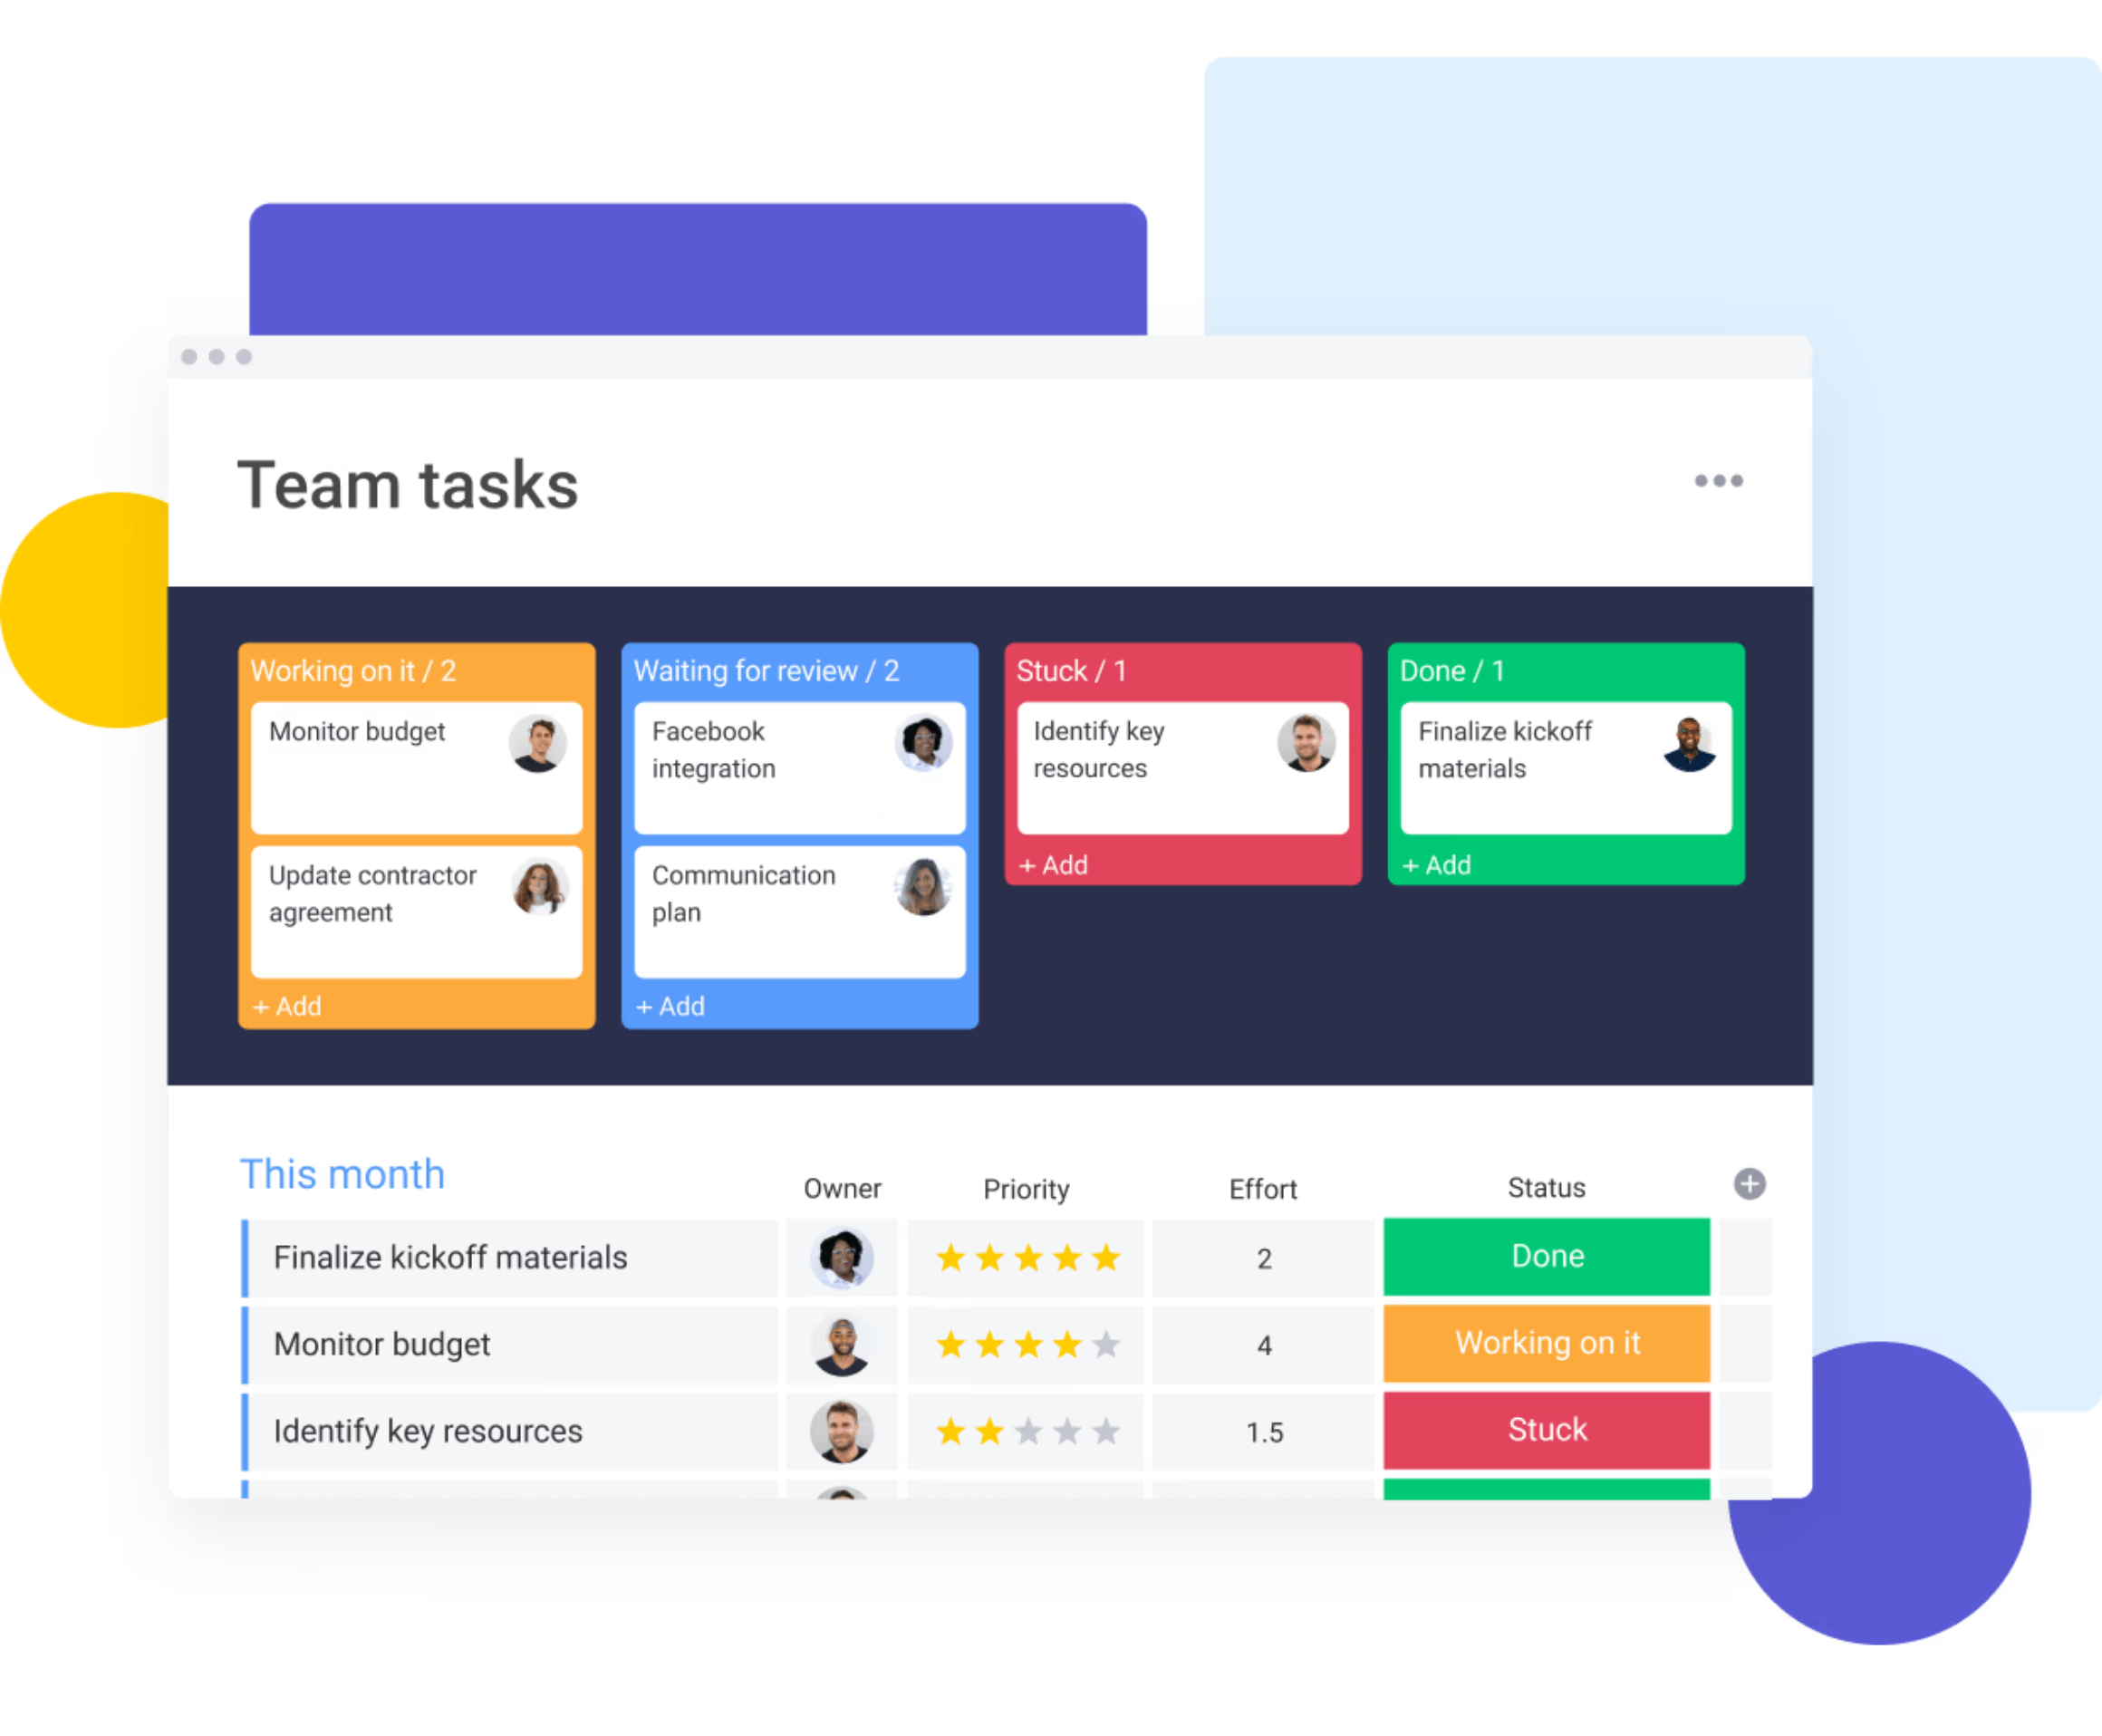 Team tasks
Working on it / 2
Monitor budget
Update contractor
agreement
+ Add
Waiting for review / 2
Facebook
integration
Communication
plan
+ Add
Stuck / 1
Identify key
resources
+ Add
Done / 1
Finalize kickoff
materials
+ Add
This month Owner Priority Effort Status
Finalize kickoff materials 2 Done
Monitor budget 4 Working on it
Identify key resources 1.5 Stuck